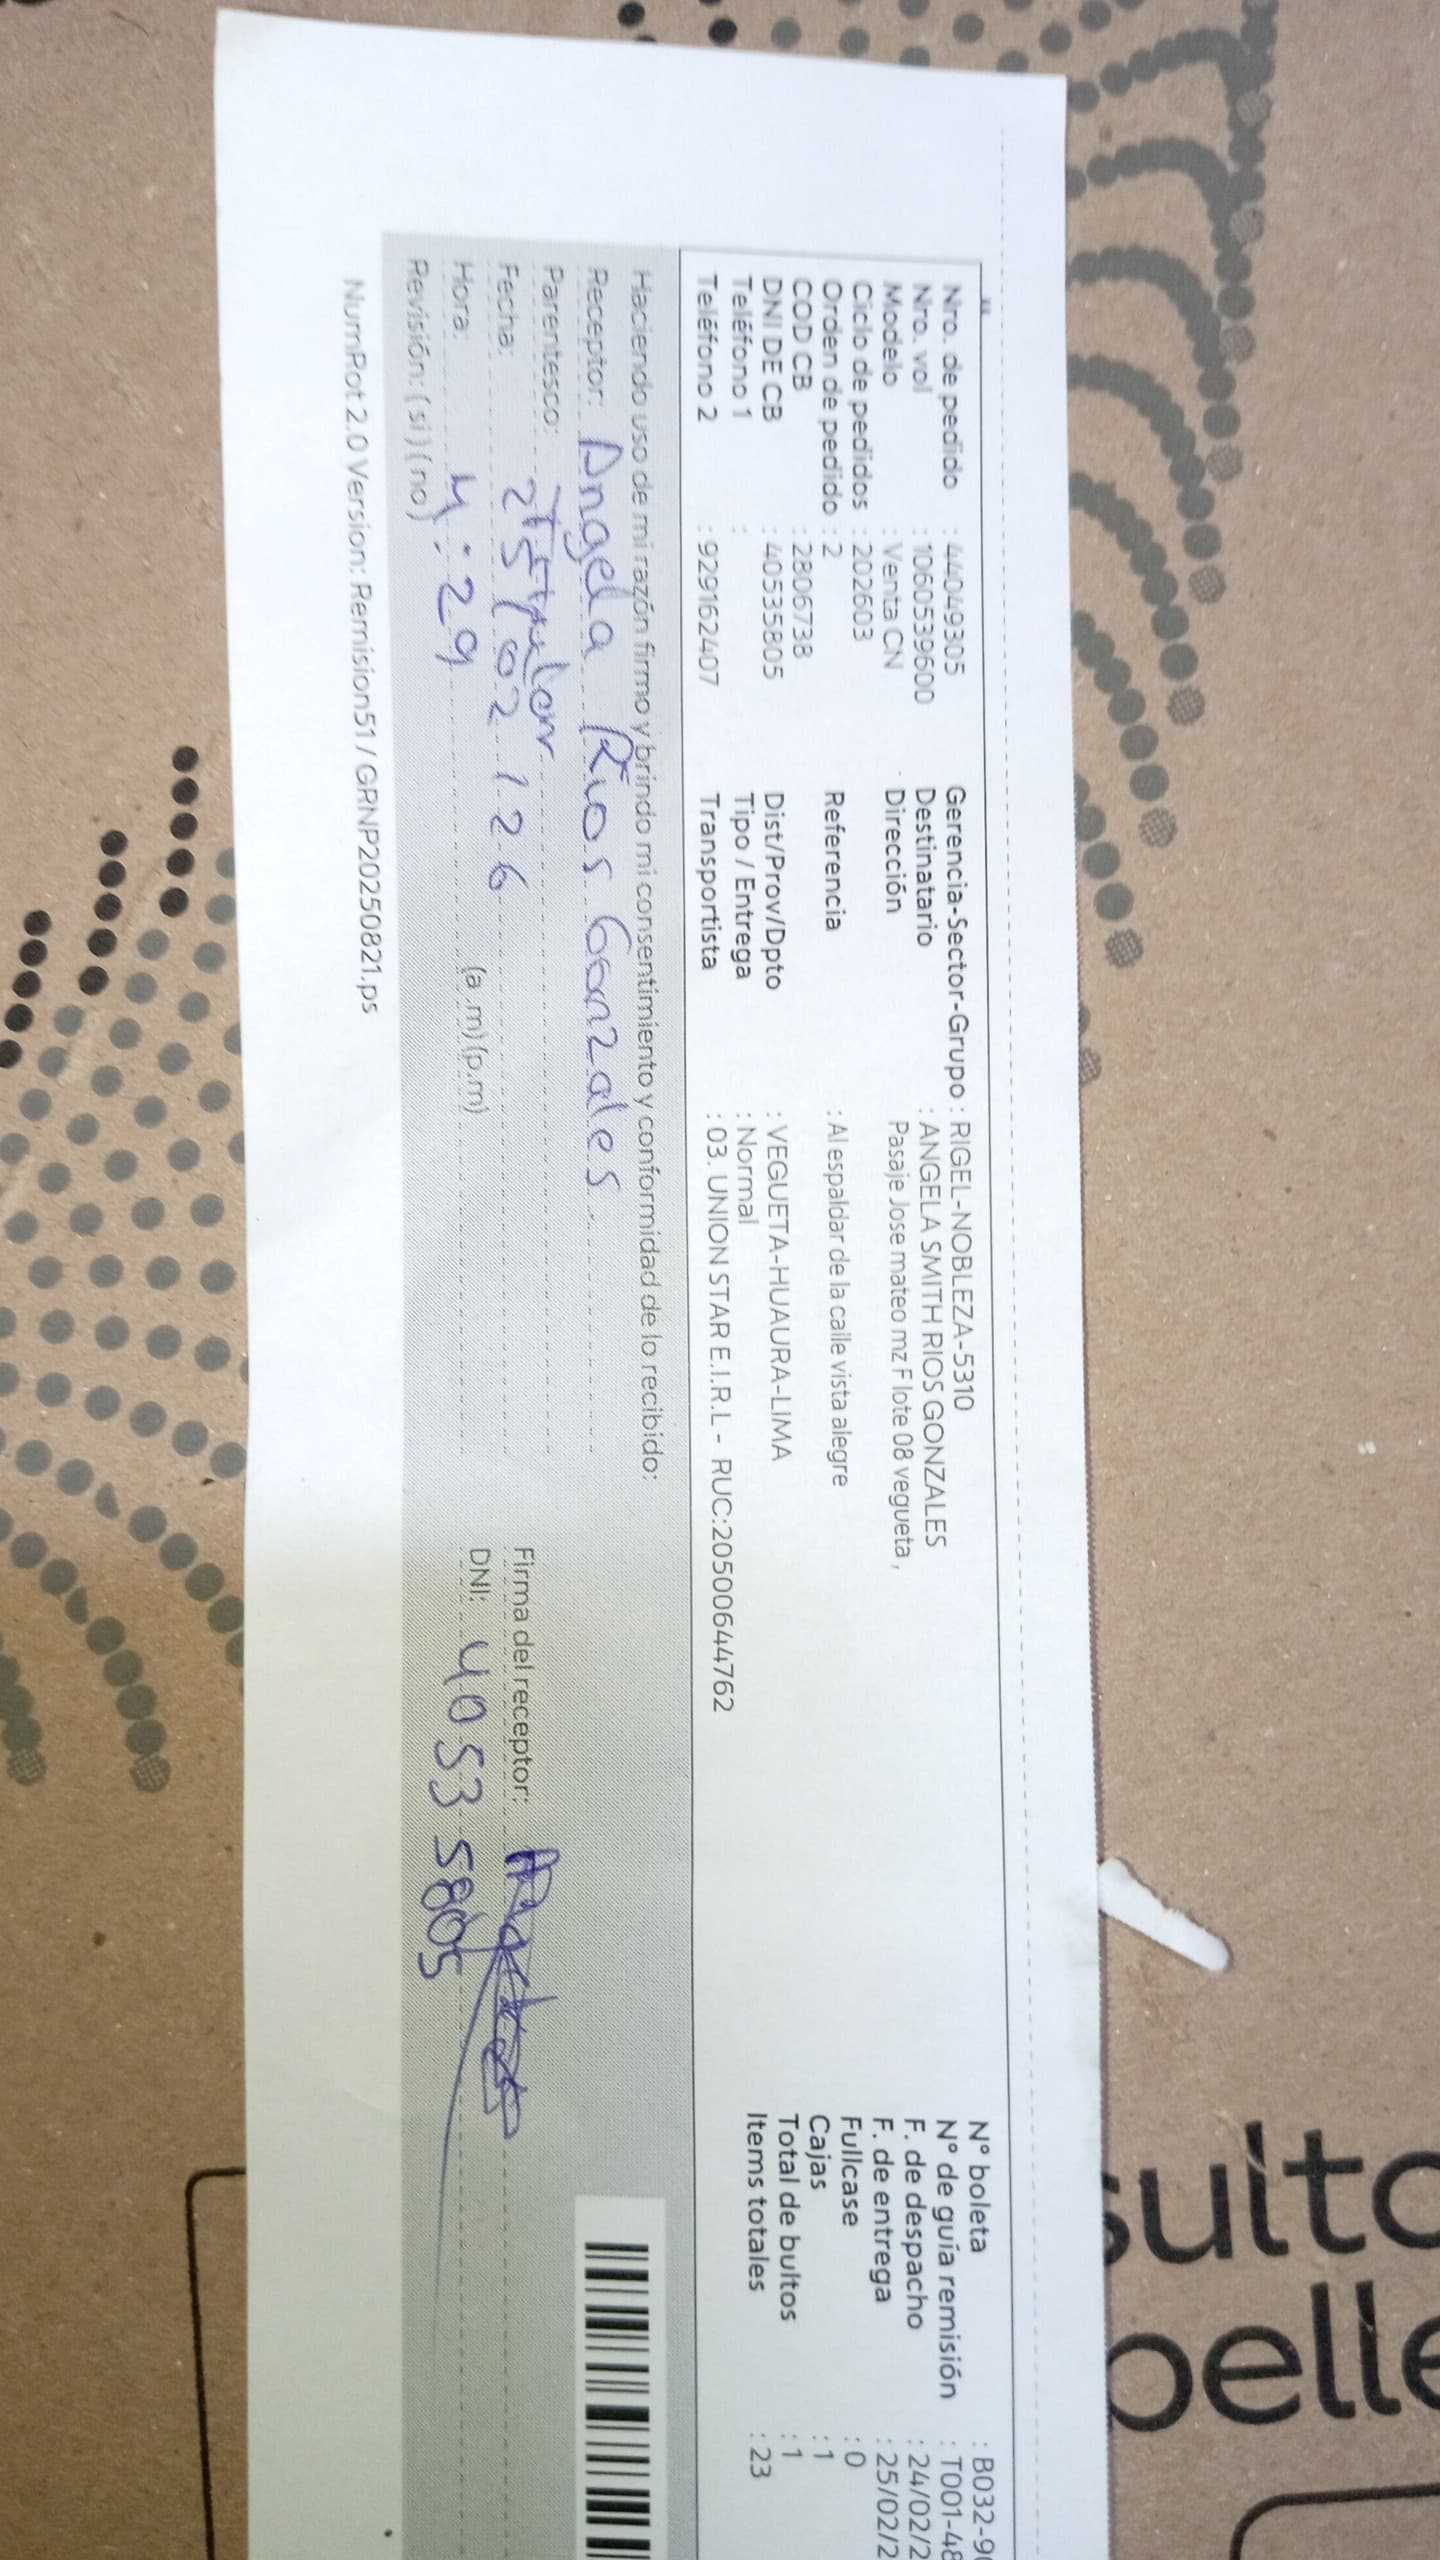 Nro. de pedido : 44049305
Nro. vol : 1060539600
Modelo : Venta CN
Ciclo de pedidos : 202603
Orden de pedido : 2
COD CB : 2806738
DNI DE CB : 40535805
Teléfono 1 :
Teléfono 2 : 929162407
Gerencia-Sector-Grupo : RIGEL-NOBLEZA-5310
Destinatario : ANGELA SMITH RIOS GONZALES
Dirección Pasaje Jose mateo mz F lote 08 vegueta ,
Referencia : Al espaldar de la calle vista alegre
Dist/Prov/Dpto : VEGUETA-HUAURA-LIMA
Tipo / Entrega : Normal
Transportista : 03. UNION STAR E.I.R.L - RUC:20500644762
N° boleta : B032-9
N° de guía remisión : T001-48
F. de despacho : 24/02/2
F. de entrega : 25/02/2
Fullcase : 0
Cajas : 1
Total de bultos : 1
Items totales : 23
Haciendo uso de mi razón firmo y brindo mi consentimiento y conformidad de lo recibido:
Receptor: Angela Rios Gonzales
Parentesco:
Fecha: 25/02/26
Hora: 4:29 (a.m)(p.m)
Revisión: (si)(no)
Firma del receptor:
DNI: 40535805
NumRot 2.0 Version: Remision51 / GRNP20250821.ps
suito
belle